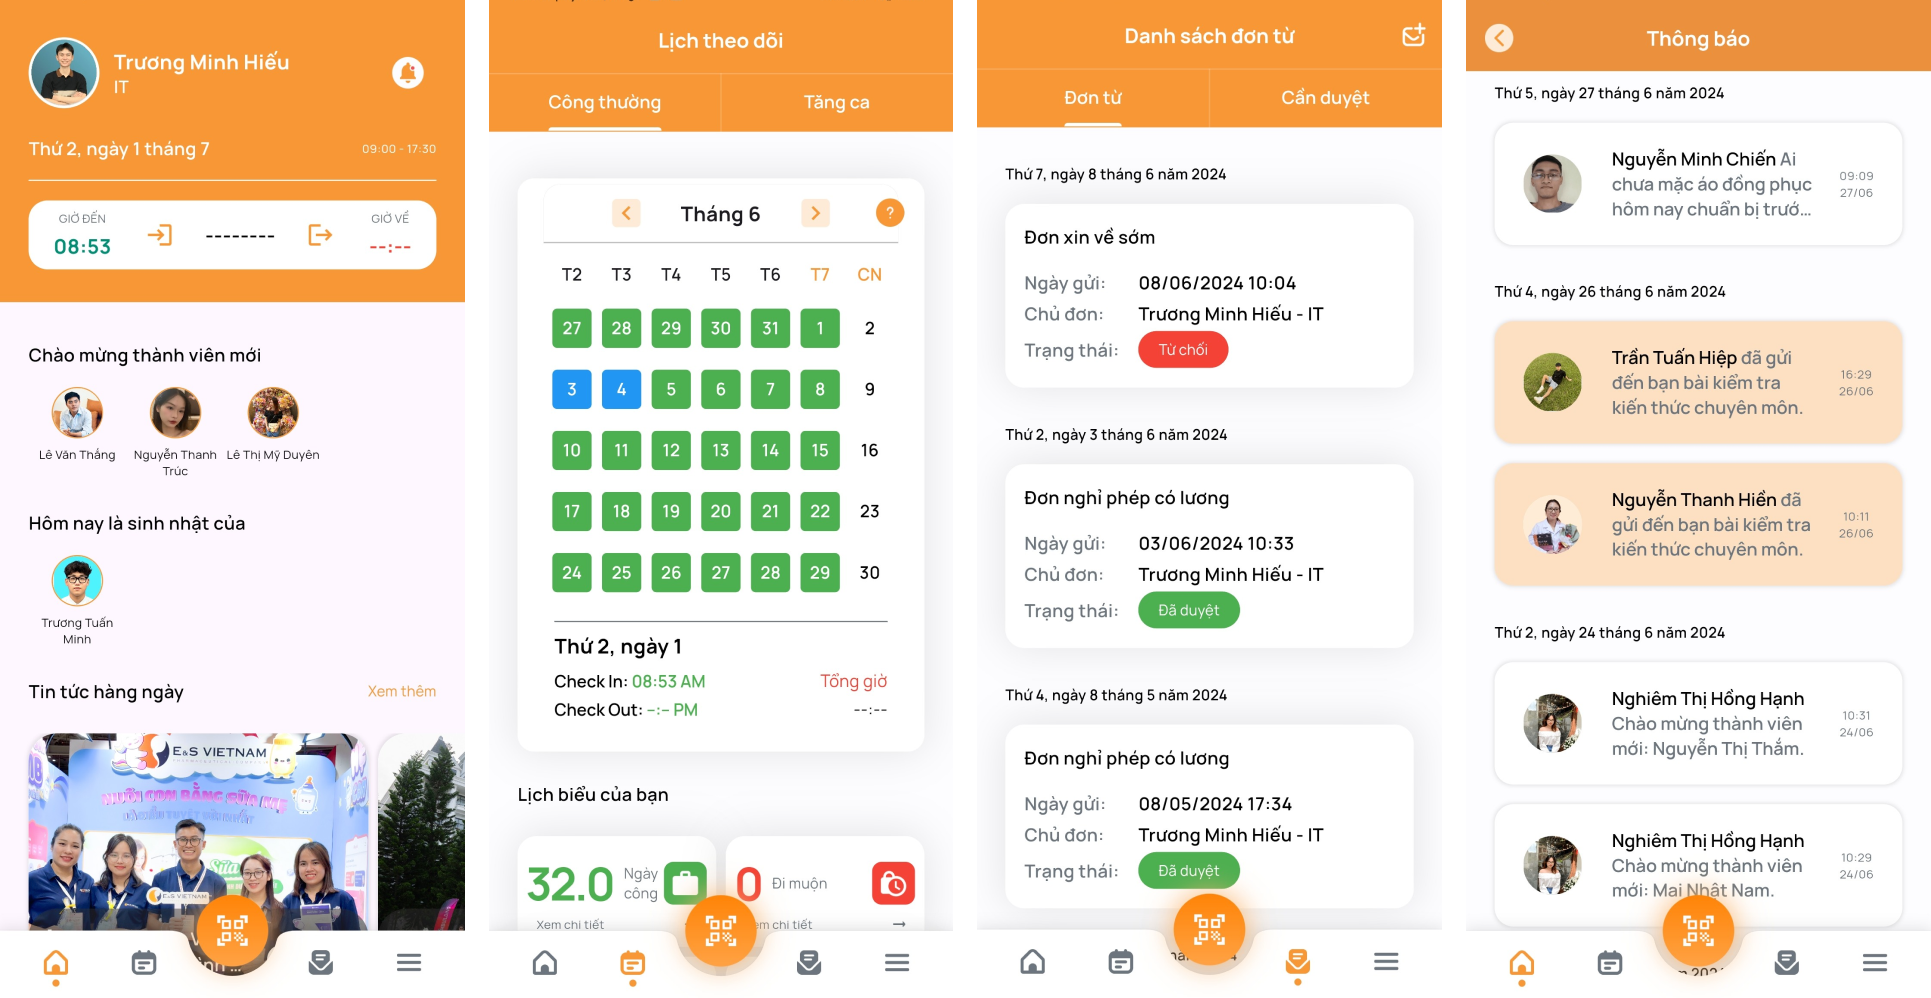 Trương Minh Hiếu
IT
Thứ 2, ngày 1 tháng 7
09:00 - 17:30
GIỜ ĐẾN
08:53
--------
GIỜ VỀ
--:--
Chào mừng thành viên mới
Lê Văn Thắng
Nguyễn Thanh Trúc
Lê Thị Mỹ Duyên
Hôm nay là sinh nhật của
Trương Tuấn Minh
Tin tức hàng ngày
Xem thêm
E&S VIETNAM
NUÔI CON BẰNG SỮA MẸ
Sữa
E&S VIETNAM
Lịch theo dõi
Công thường
Tăng ca
Tháng 6
?
T2 T3 T4 T5 T6 T7 CN
27 28 29 30 31 1 2
3 4 5 6 7 8 9
10 11 12 13 14 15 16
17 18 19 20 21 22 23
24 25 26 27 28 29 30
Thứ 2, ngày 1
Check In: 08:53 AM
Tổng giờ
Check Out: --:-- PM
--:--
Lịch biểu của bạn
32.0
Ngày công
Xem chi tiết
0
Đi muộn
em chi tiết
Danh sách đơn từ
Đơn từ
Cần duyệt
Thứ 7, ngày 8 tháng 6 năm 2024
Đơn xin về sớm
Ngày gửi: 08/06/2024 10:04
Chủ đơn: Trương Minh Hiếu - IT
Trạng thái: Từ chối
Thứ 2, ngày 3 tháng 6 năm 2024
Đơn nghỉ phép có lương
Ngày gửi: 03/06/2024 10:33
Chủ đơn: Trương Minh Hiếu - IT
Trạng thái: Đã duyệt
Thứ 4, ngày 8 tháng 5 năm 2024
Đơn nghỉ phép có lương
Ngày gửi: 08/05/2024 17:34
Chủ đơn: Trương Minh Hiếu - IT
Trạng thái: Đã duyệt
Thông báo
Thứ 5, ngày 27 tháng 6 năm 2024
Nguyễn Minh Chiến Ai
chưa mặc áo đồng phục
hôm nay chuẩn bị trướ...
09:09
27/06
Thứ 4, ngày 26 tháng 6 năm 2024
Trần Tuấn Hiệp đã gửi
đến bạn bài kiểm tra
kiến thức chuyên môn.
16:29
26/06
Nguyễn Thanh Hiền đã
gửi đến bạn bài kiểm tra
kiến thức chuyên môn.
10:11
26/06
Thứ 2, ngày 24 tháng 6 năm 2024
Nghiêm Thị Hồng Hạnh
Chào mừng thành viên
mới: Nguyễn Thị Thắm.
10:31
24/06
Nghiêm Thị Hồng Hạnh
Chào mừng thành viên
mới: Mai Nhật Nam.
10:29
24/06